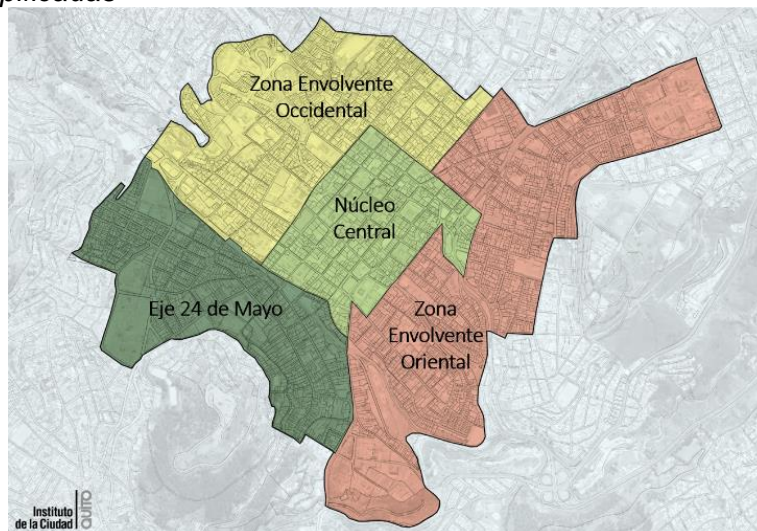 Zona Envolvente
Occidental
Núcleo
Central
Eje 24 de Mayo
Zona
Envolvente
Oriental
Instituto
de la Ciudad
QUITO